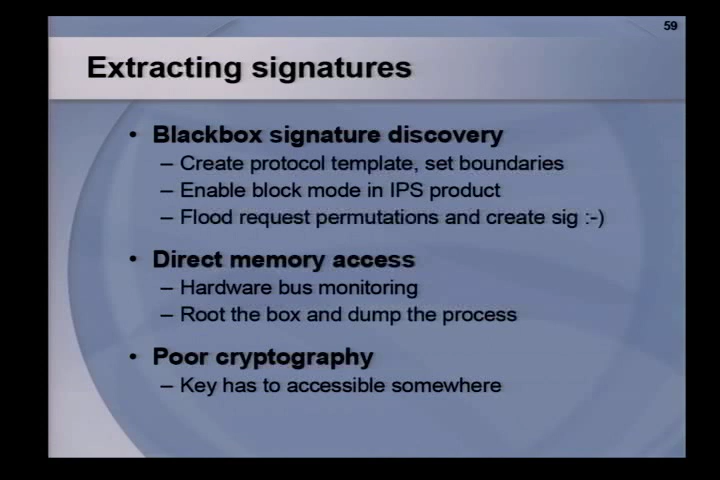 59
Extracting signatures
• Blackbox signature discovery
– Create protocol template, set boundaries
– Enable block mode in IPS product
– Flood request permutations and create sig :-)
• Direct memory access
– Hardware bus monitoring
– Root the box and dump the process
• Poor cryptography
– Key has to accessible somewhere